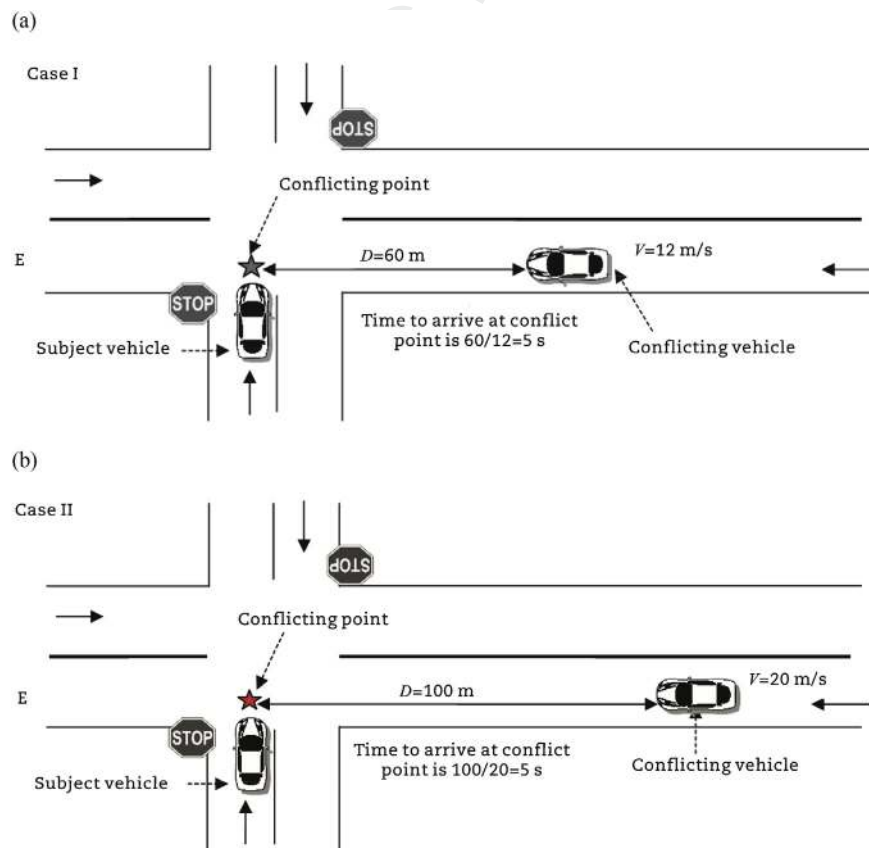 (a)
Case I
STOP
Conflicting point
E
D=60 m
V=12 m/s
STOP
Time to arrive at conflict
point is 60/12=5 s
Subject vehicle
Conflicting vehicle
(b)
Case II
STOP
Conflicting point
E
D=100 m
V=20 m/s
STOP
Time to arrive at conflict
point is 100/20=5 s
Subject vehicle
Conflicting vehicle